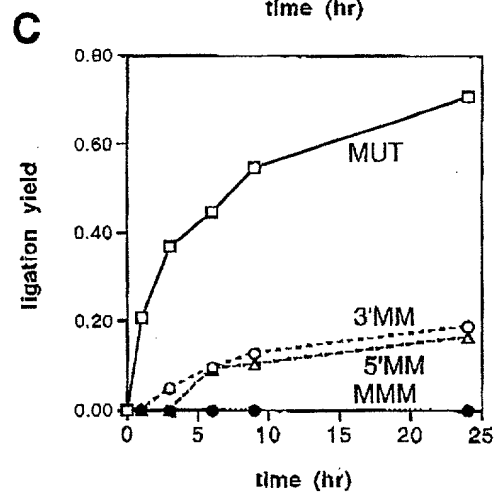 time (hr)
C
0.80
0.60
0.40
0.20
0.00
ligation yield
MUT
3'MM
5'MM
MMM
0 5 10 15 20 25
time (hr)